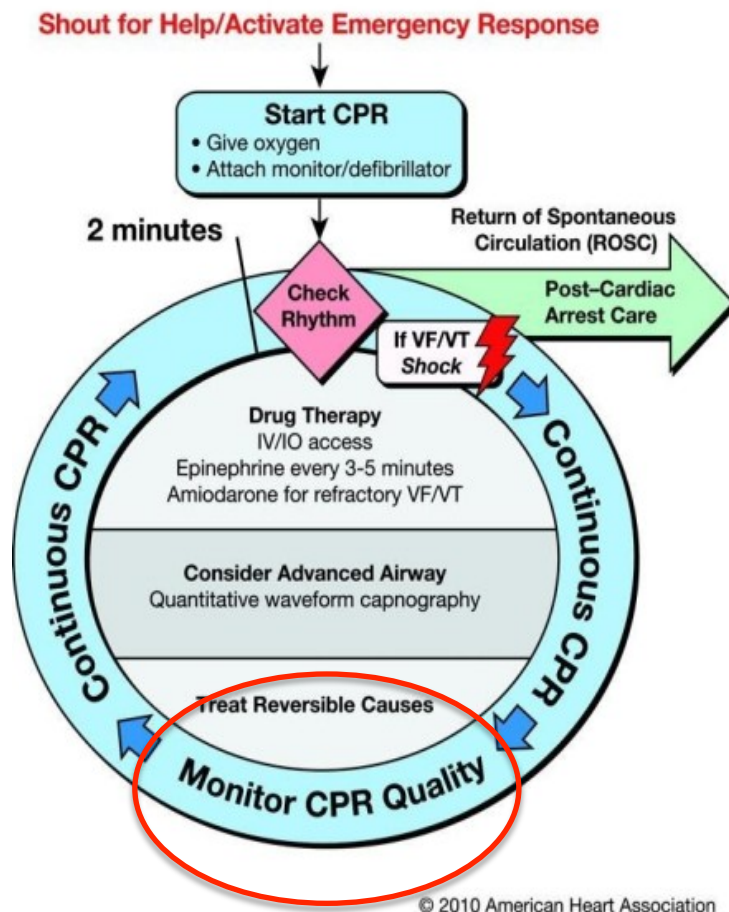 Shout for Help/Activate Emergency Response
Start CPR
• Give oxygen
• Attach monitor/defibrillator
2 minutes
Return of Spontaneous
Circulation (ROSC)
Check
Rhythm
Post–Cardiac
Arrest Care
If VF/VT
Shock
Drug Therapy
IV/IO access
Epinephrine every 3-5 minutes
Amiodarone for refractory VF/VT
Consider Advanced Airway
Quantitative waveform capnography
Treat Reversible Causes
Continuous CPR
Continuous CPR
Monitor CPR Quality
© 2010 American Heart Association